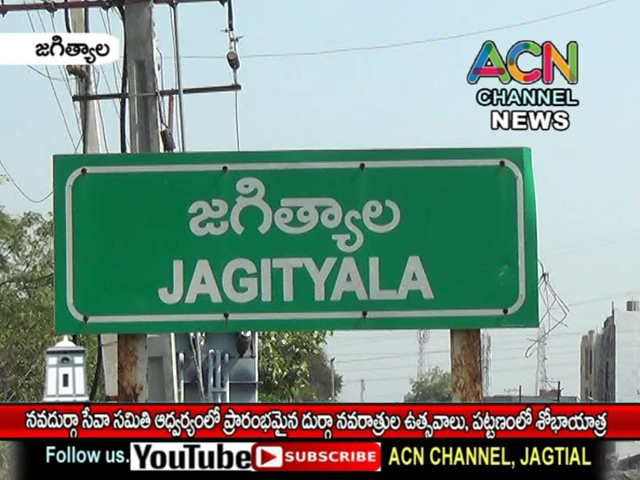 జగిత్యాల
ACN
CHANNEL
NEWS
జగిత్యాల
JAGITYALA
నవదుర్గా సేవా సమితి ఆధ్వర్యంలో ప్రారంభమైన దుర్గా నవరాత్రుల ఉత్సవాలు, పట్టణంలో శోభాయాత్ర
Follow us. YouTube SUBSCRIBE ACN CHANNEL, JAGTIAL